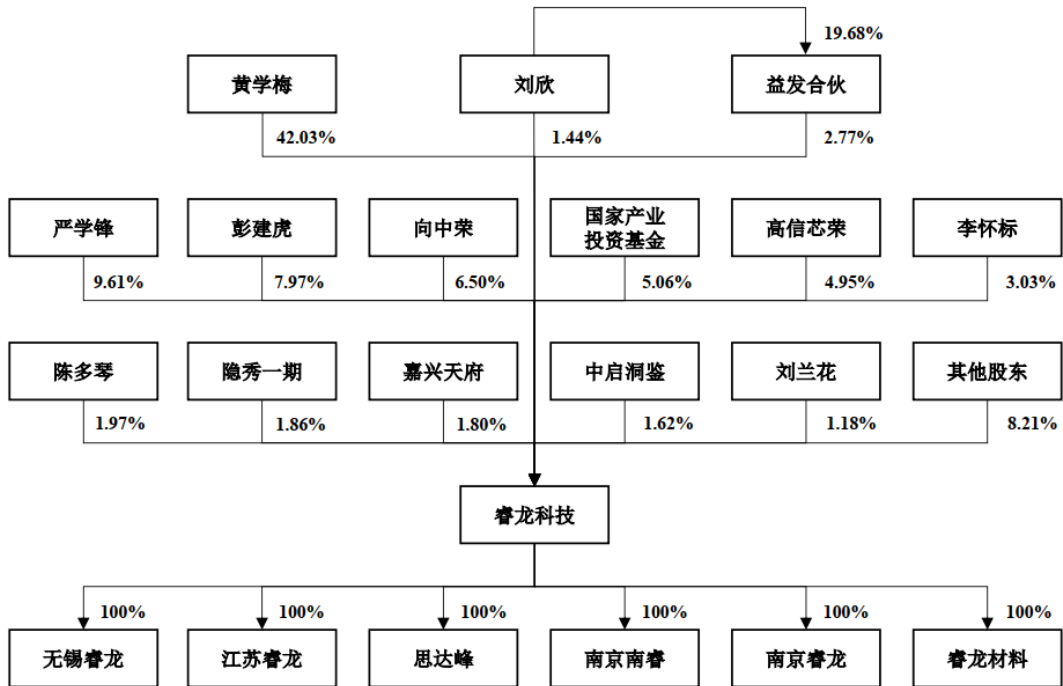 19.68%
黄学梅
刘欣
益发合伙
42.03%
1.44%
2.77%
严学锋
彭建虎
向中荣
国家产业
投资基金
高信芯荣
李怀标
9.61%
7.97%
6.50%
5.06%
4.95%
3.03%
陈多琴
隐秀一期
嘉兴天府
中启洞鉴
刘兰花
其他股东
1.97%
1.86%
1.80%
1.62%
1.18%
8.21%
睿龙科技
100%
100%
100%
100%
100%
100%
无锡睿龙
江苏睿龙
思达峰
南京南睿
南京睿龙
睿龙材料